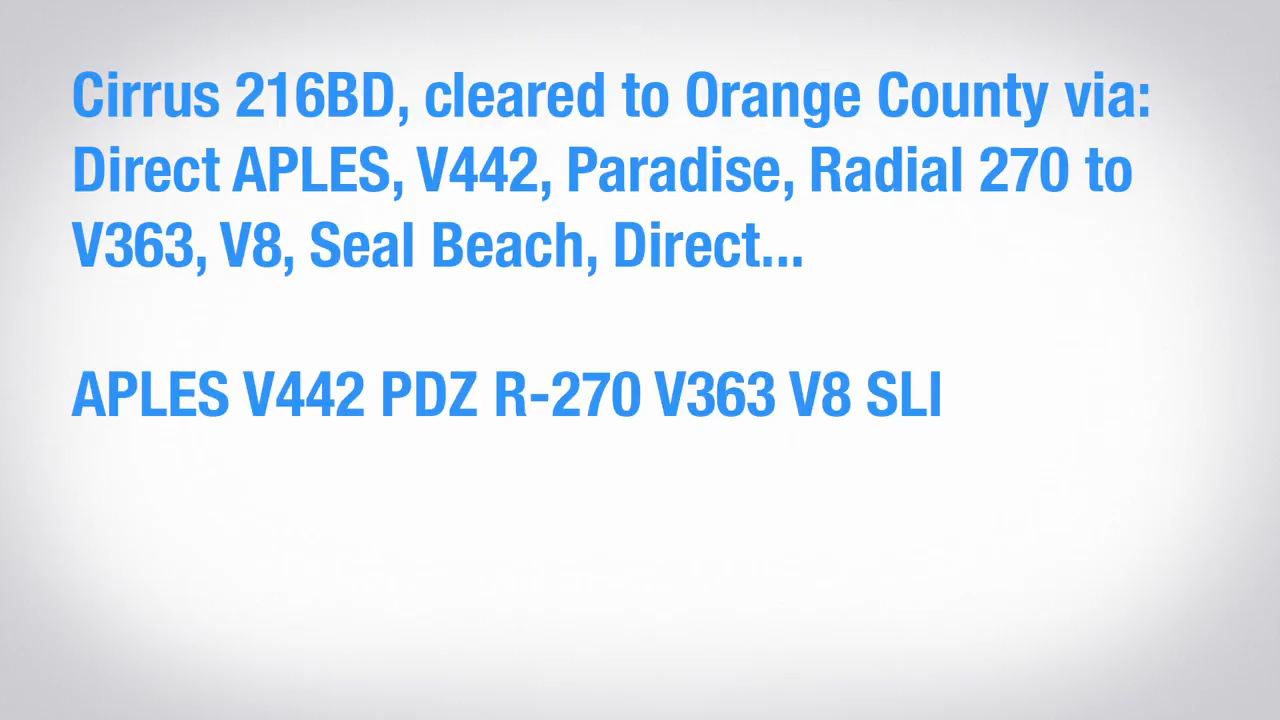 Cirrus 216BD, cleared to Orange County via:
Direct APLES, V442, Paradise, Radial 270 to
V363, V8, Seal Beach, Direct...
APLES V442 PDZ R-270 V363 V8 SLI